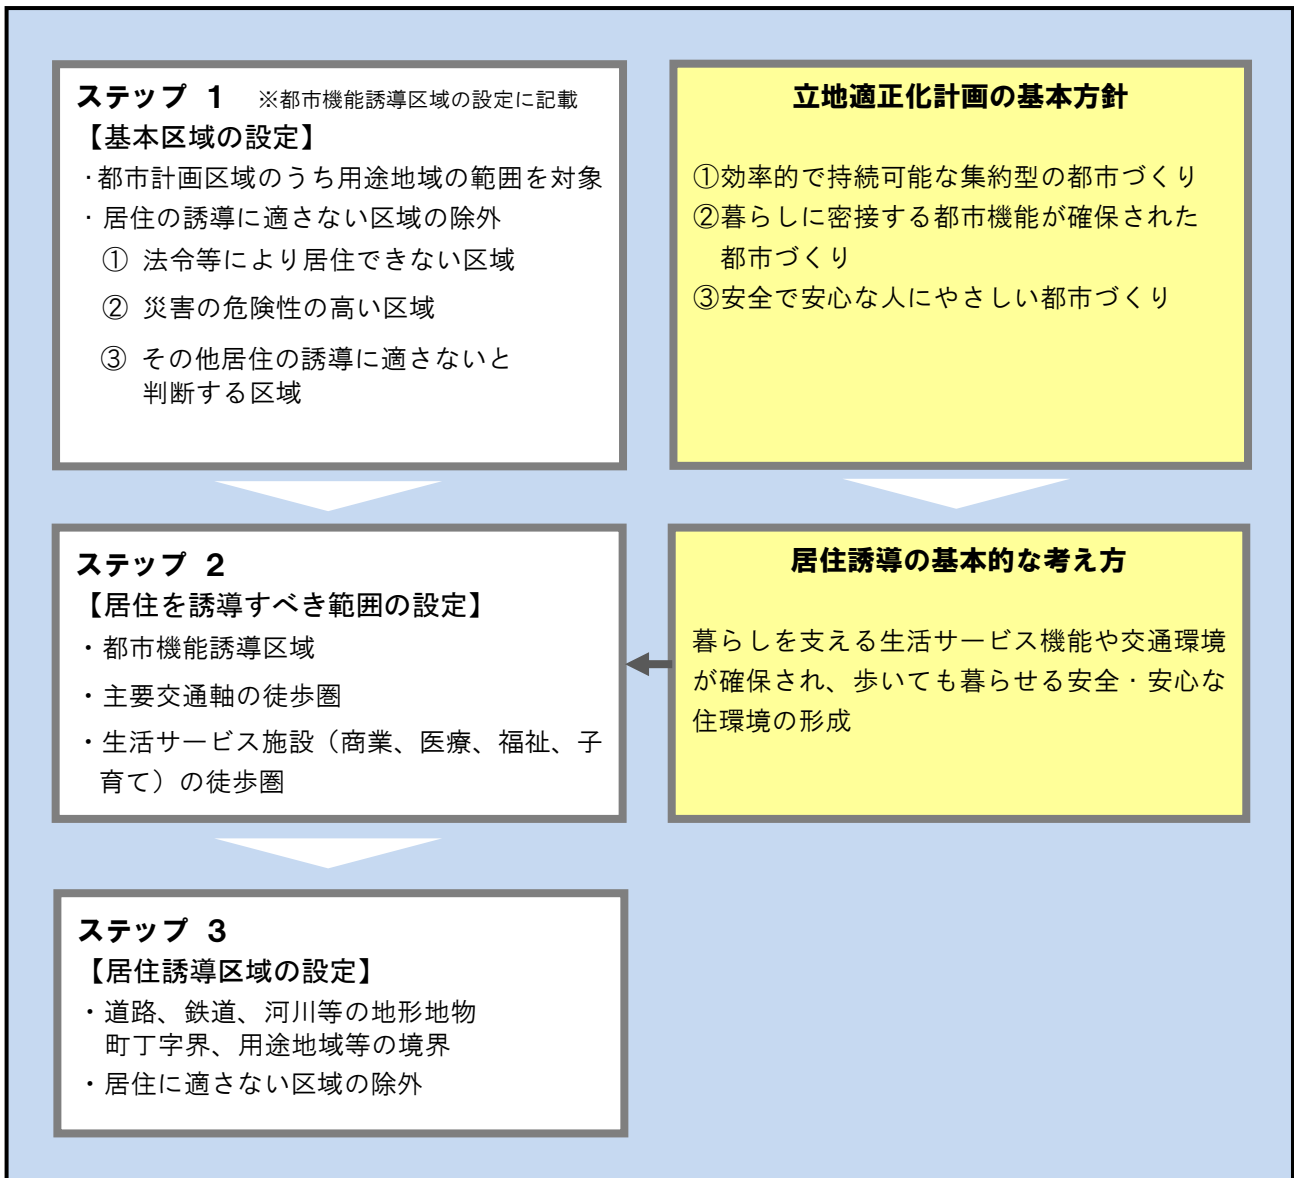 ステップ 1 ※都市機能誘導区域の設定に記載
【基本区域の設定】
・都市計画区域のうち用途地域の範囲を対象
・居住の誘導に適さない区域の除外
① 法令等により居住できない区域
② 災害の危険性の高い区域
③ その他居住の誘導に適さないと
判断する区域
立地適正化計画の基本方針
①効率的で持続可能な集約型の都市づくり
②暮らしに密接する都市機能が確保された
都市づくり
③安全で安心な人にやさしい都市づくり
ステップ 2
【居住を誘導すべき範囲の設定】
・都市機能誘導区域
・主要交通軸の徒歩圏
・生活サービス施設（商業、医療、福祉、子
育て）の徒歩圏
居住誘導の基本的な考え方
暮らしを支える生活サービス機能や交通環境
が確保され、歩いても暮らせる安全・安心な
住環境の形成
ステップ 3
【居住誘導区域の設定】
・道路、鉄道、河川等の地形地物
町丁字界、用途地域等の境界
・居住に適さない区域の除外